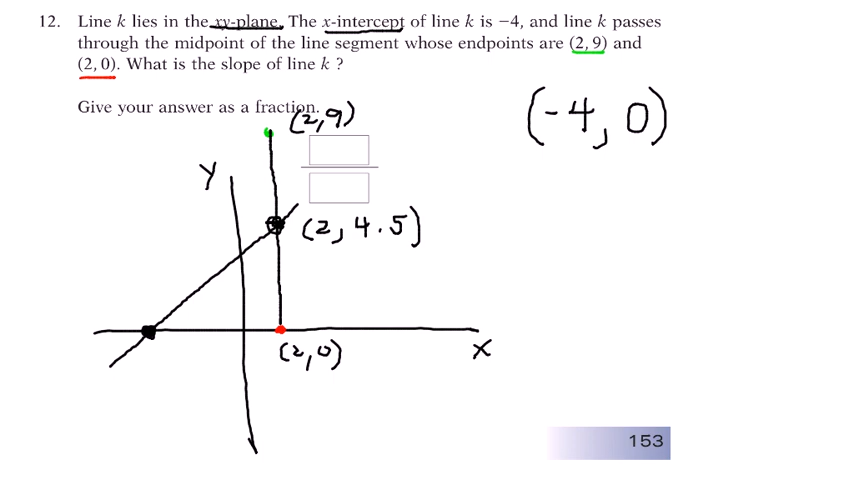 12. Line k lies in the xy-plane. The x-intercept of line k is −4, and line k passes
through the midpoint of the line segment whose endpoints are (2, 9) and
(2, 0). What is the slope of line k ?
Give your answer as a fraction.
(2,9)
(-4, 0)
Y
(2, 4.5)
(2,0)
X
153